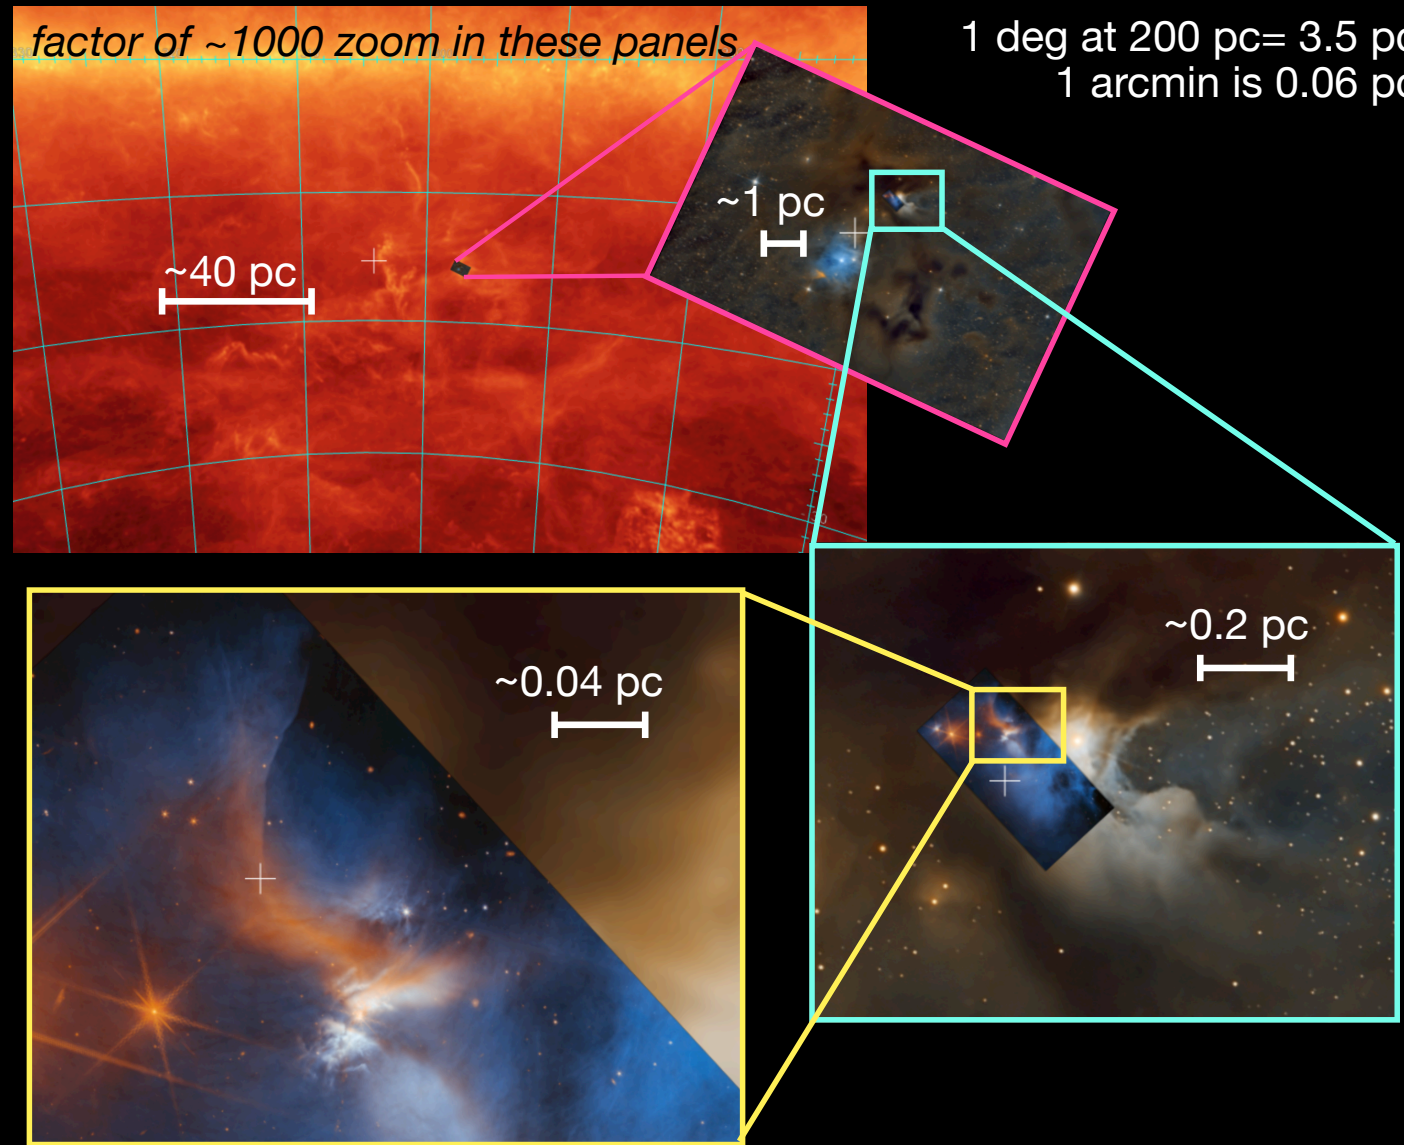 factor of ~1000 zoom in these panels
1 deg at 200 pc= 3.5 pc
1 arcmin is 0.06 pc
~1 pc
~40 pc
~0.2 pc
~0.04 pc